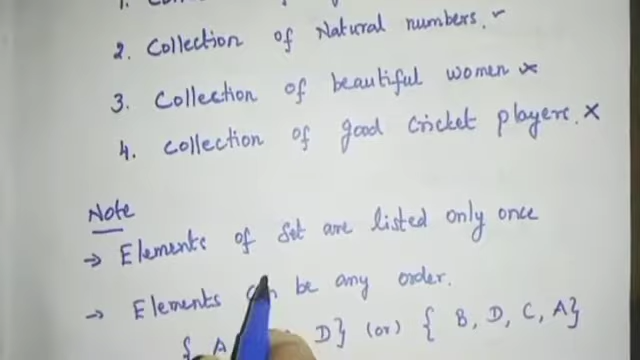 1.
2. Collection of Natural numbers. ✓
3. Collection of beautiful women ×
4. Collection of good cricket players. ×
Note
→ Elements of Set are listed only once
→ Elements be any order.
{ A D} (or) { B, D, C, A}